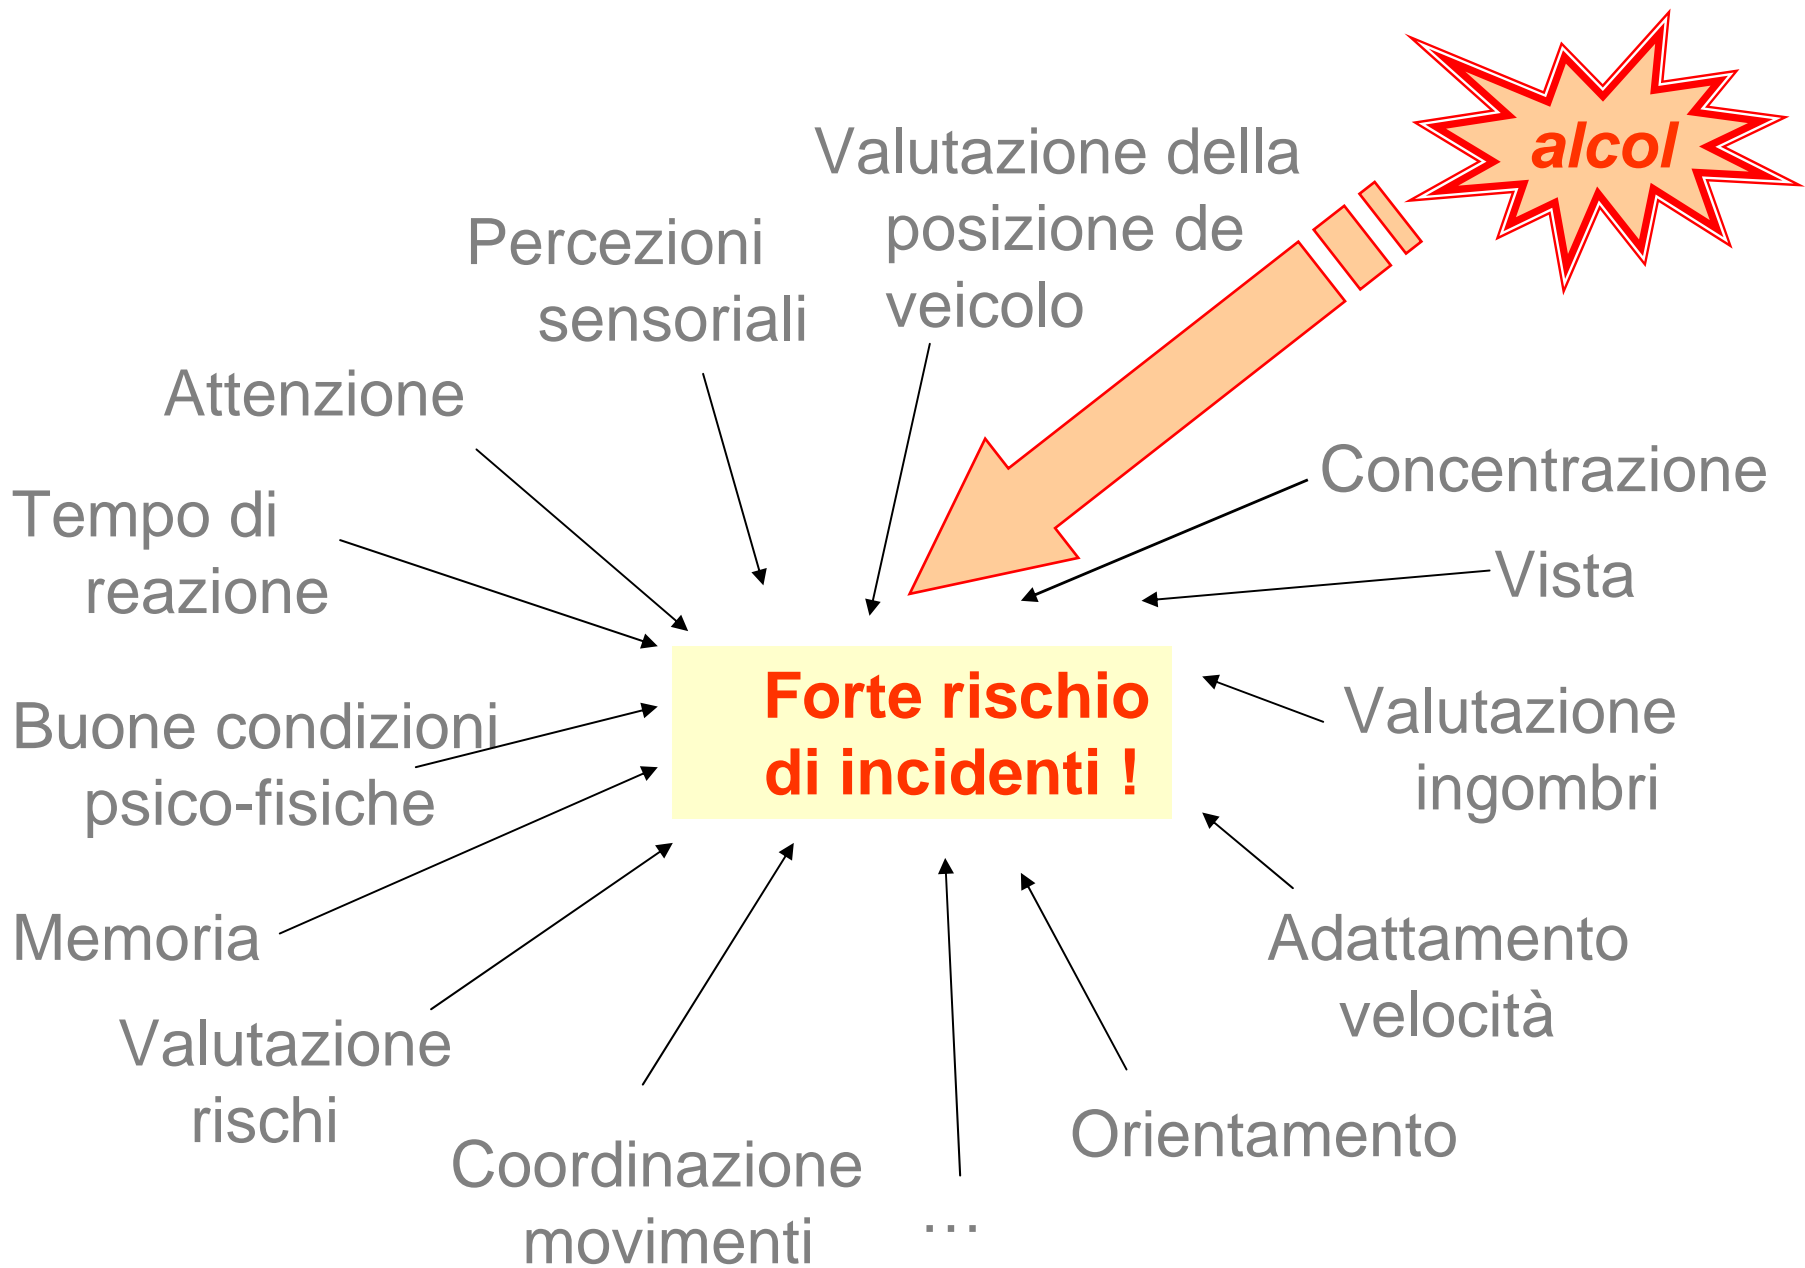 alcol
Valutazione della
posizione de
veicolo
Percezioni
sensoriali
Attenzione
Concentrazione
Tempo di
reazione
Vista
Forte rischio
di incidenti !
Buone condizioni
psico-fisiche
Valutazione
ingombri
Memoria
Adattamento
velocità
Valutazione
rischi
Orientamento
Coordinazione
movimenti
…